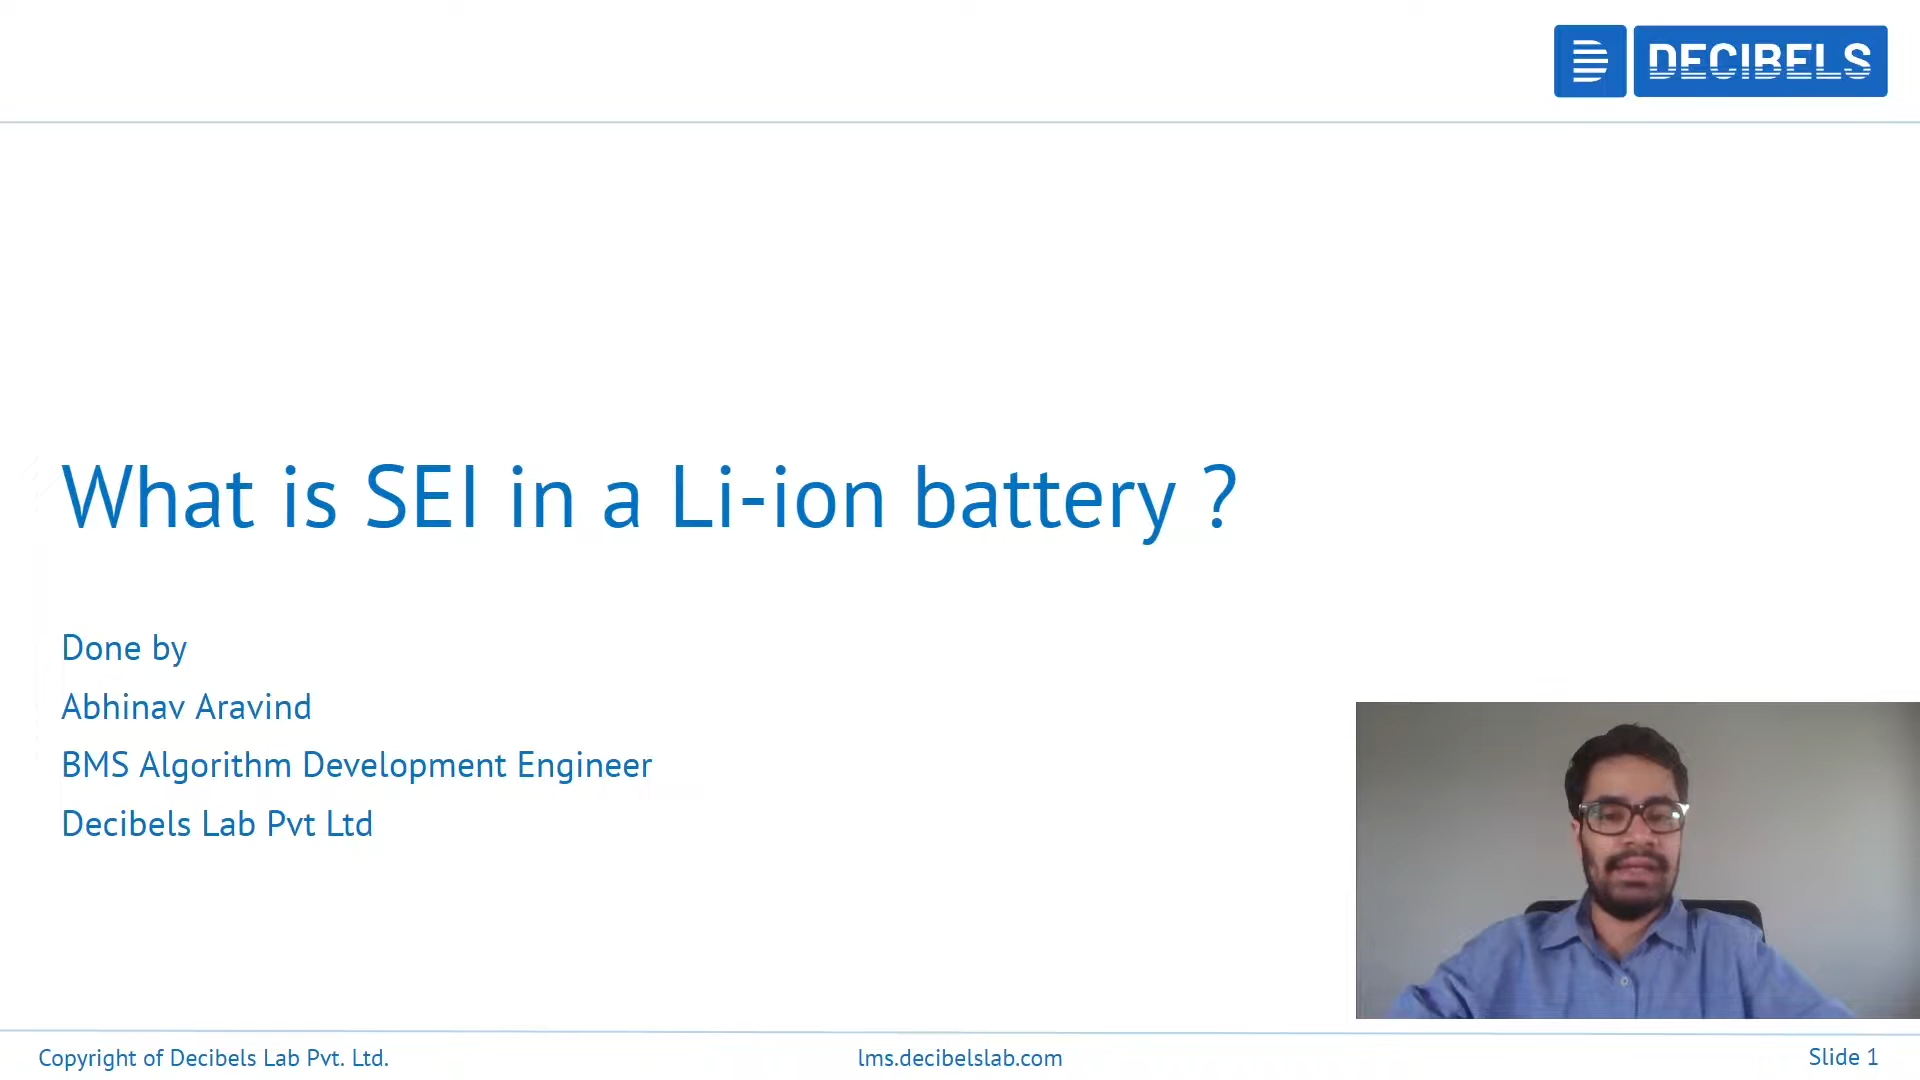 DECIBELS
What is SEI in a Li-ion battery ?
Done by
Abhinav Aravind
BMS Algorithm Development Engineer
Decibels Lab Pvt Ltd
Copyright of Decibels Lab Pvt. Ltd.
lms.decibelslab.com
Slide 1